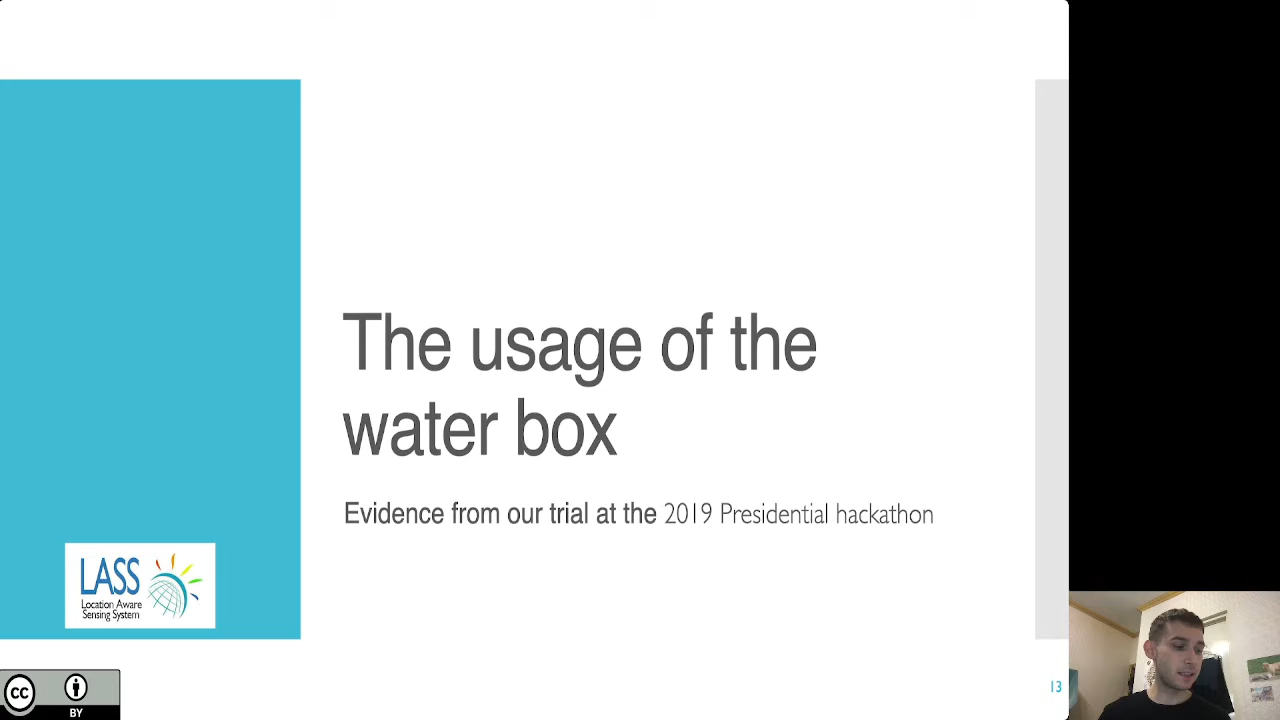 The usage of the
water box
Evidence from our trial at the 2019 Presidential hackathon
LASS
Location Aware
Sensing System
cc
BY
13